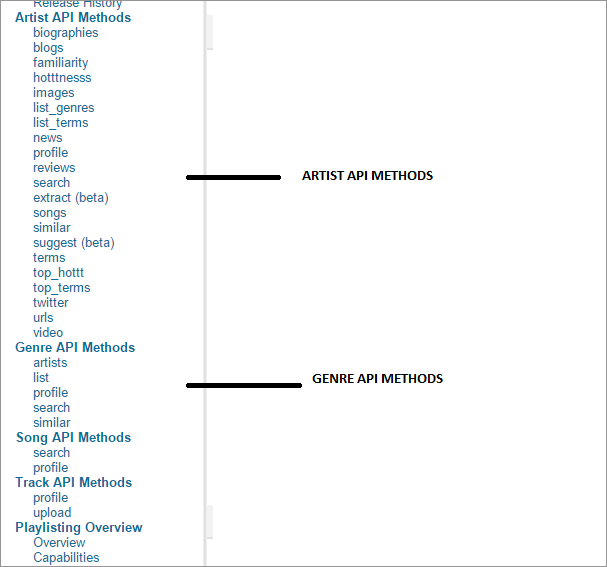 Release History
Artist API Methods
biographies
blogs
familiarity
hotttnesss
images
list_genres
list_terms
news
profile
reviews
search
ARTIST API METHODS
extract (beta)
songs
similar
suggest (beta)
terms
top_hottt
top_terms
twitter
urls
video
Genre API Methods
artists
list
GENRE API METHODS
profile
search
similar
Song API Methods
search
profile
Track API Methods
profile
upload
Playlisting Overview
Overview
Capabilities